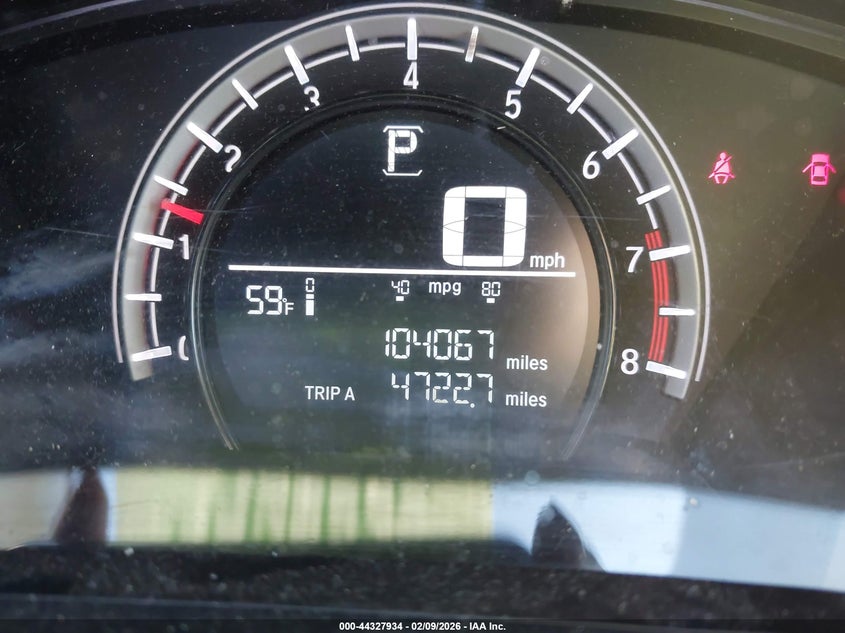 4
3 5
2 6
1 7
0 8
P
0 mph
59°F 0 40 mpg 80
104067 miles
TRIP A 4722.7 miles
000-44327934 - 02/09/2026 - IAA Inc.